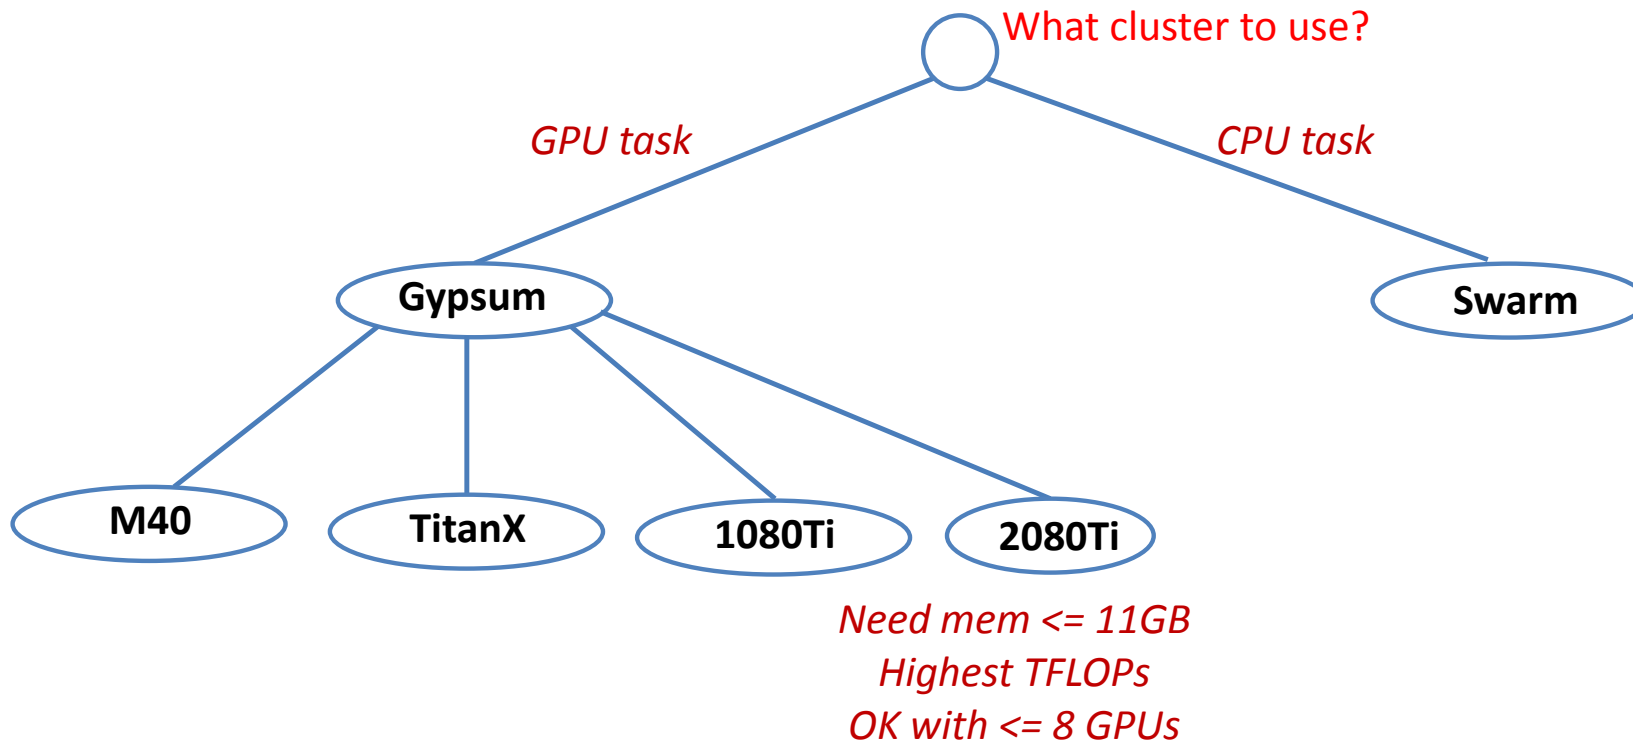 What cluster to use?
GPU task
CPU task
Gypsum
Swarm
M40
TitanX
1080Ti
2080Ti
Need mem <= 11GB
Highest TFLOPs
OK with <= 8 GPUs